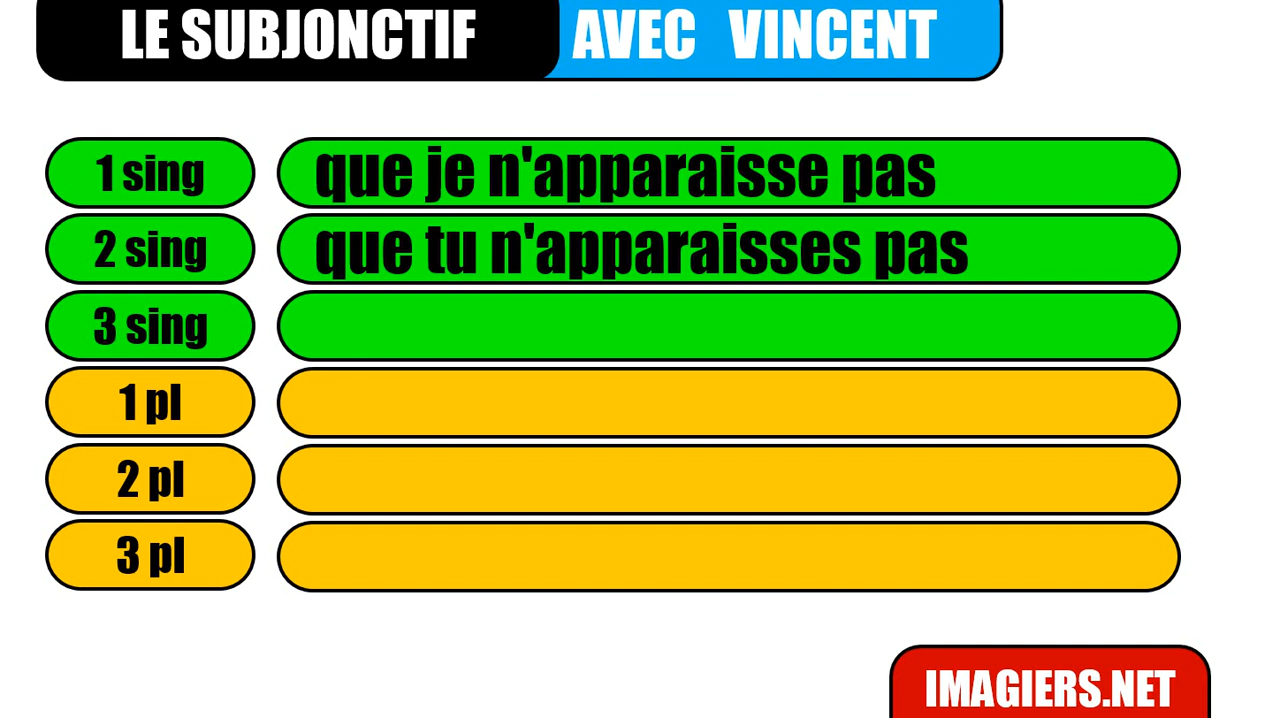 LE SUBJONCTIF AVEC VINCENT
1 sing que je n'apparaisse pas
2 sing que tu n'apparaisses pas
3 sing
1 pl
2 pl
3 pl
IMAGIERS.NET